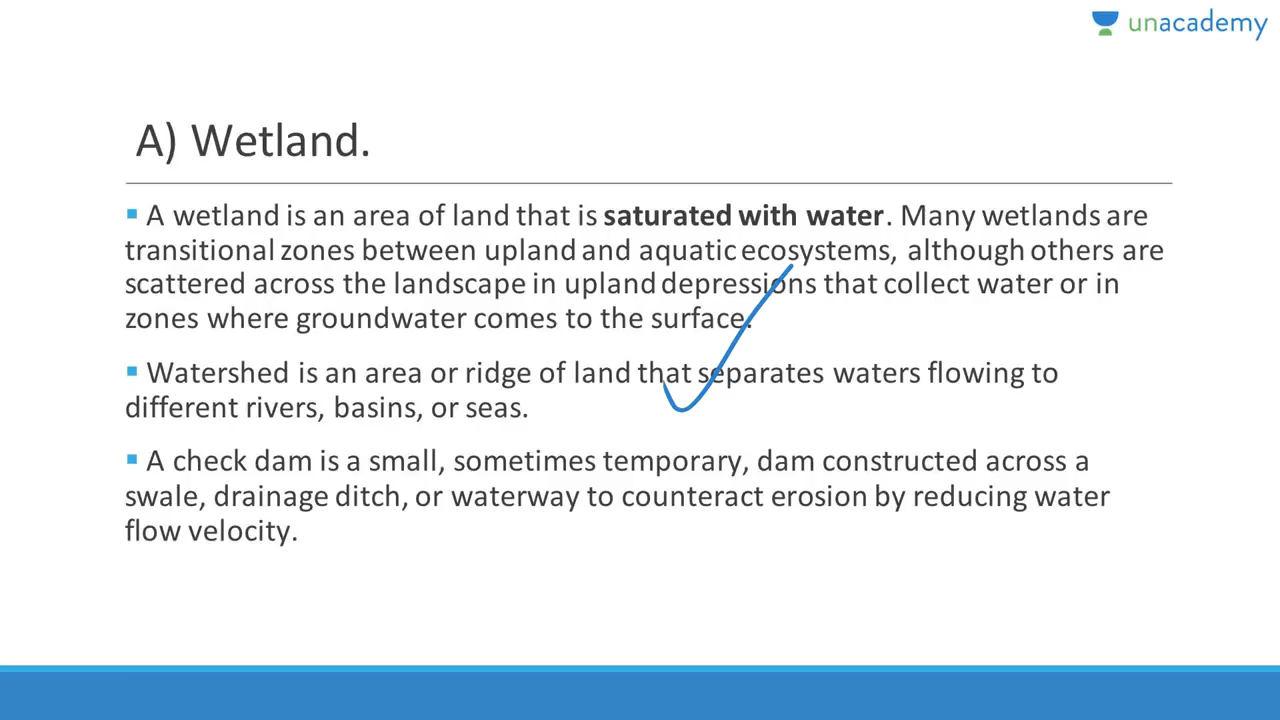 unacademy
A) Wetland.
▪ A wetland is an area of land that is saturated with water. Many wetlands are
transitional zones between upland and aquatic ecosystems, although others are
scattered across the landscape in upland depressions that collect water or in
zones where groundwater comes to the surface.
▪ Watershed is an area or ridge of land that separates waters flowing to
different rivers, basins, or seas.
▪ A check dam is a small, sometimes temporary, dam constructed across a
swale, drainage ditch, or waterway to counteract erosion by reducing water
flow velocity.